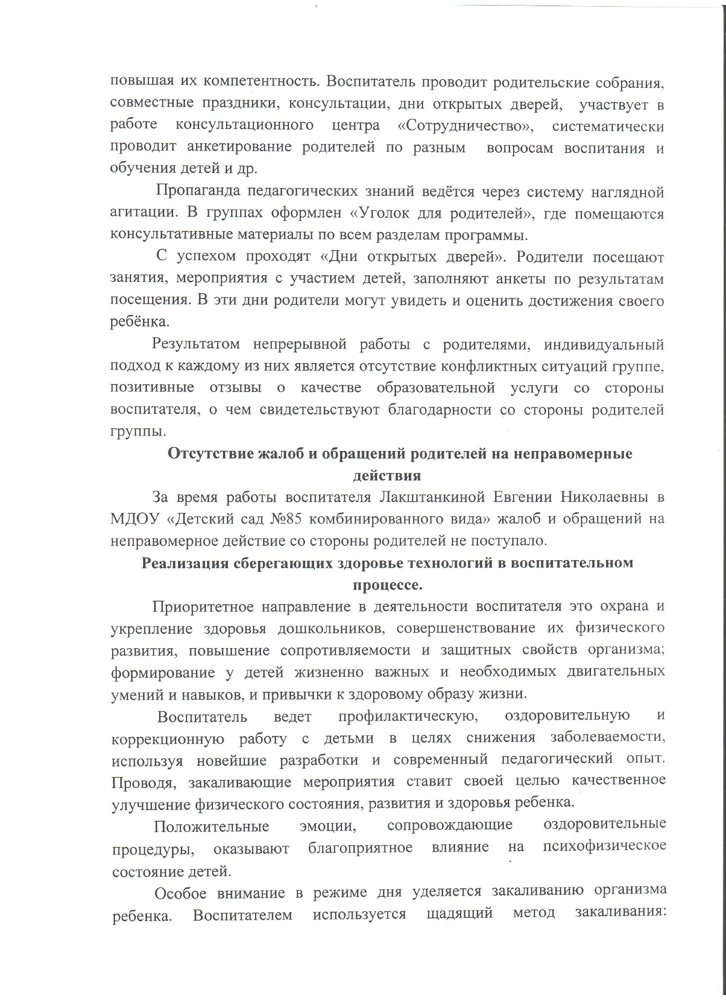 повышая их компетентность. Воспитатель проводит родительские собрания,
совместные праздники, консультации, дни открытых дверей, участвует в
работе консультационного центра «Сотрудничество», систематически
проводит анкетирование родителей по разным вопросам воспитания и
обучения детей и др.
Пропаганда педагогических знаний ведётся через систему наглядной
агитации. В группах оформлен «Уголок для родителей», где помещаются
консультативные материалы по всем разделам программы.
С успехом проходят «Дни открытых дверей». Родители посещают
занятия, мероприятия с участием детей, заполняют анкеты по результатам
посещения. В эти дни родители могут увидеть и оценить достижения своего
ребёнка.
Результатом непрерывной работы с родителями, индивидуальный
подход к каждому из них является отсутствие конфликтных ситуаций группе,
позитивные отзывы о качестве образовательной услуги со стороны
воспитателя, о чем свидетельствуют благодарности со стороны родителей
группы.
Отсутствие жалоб и обращений родителей на неправомерные
действия
За время работы воспитателя Лакштанкиной Евгении Николаевны в
МДОУ «Детский сад №85 комбинированного вида» жалоб и обращений на
неправомерное действие со стороны родителей не поступало.
Реализация сберегающих здоровье технологий в воспитательном
процессе.
Приоритетное направление в деятельности воспитателя это охрана и
укрепление здоровья дошкольников, совершенствование их физического
развития, повышение сопротивляемости и защитных свойств организма;
формирование у детей жизненно важных и необходимых двигательных
умений и навыков, и привычки к здоровому образу жизни.
Воспитатель ведет профилактическую, оздоровительную и
коррекционную работу с детьми в целях снижения заболеваемости,
используя новейшие разработки и современный педагогический опыт.
Проводя, закаливающие мероприятия ставит своей целью качественное
улучшение физического состояния, развития и здоровья ребенка.
Положительные эмоции, сопровождающие оздоровительные
процедуры, оказывают благоприятное влияние на психофизическое
состояние детей.
Особое внимание в режиме дня уделяется закаливанию организма
ребенка. Воспитателем используется щадящий метод закаливания: